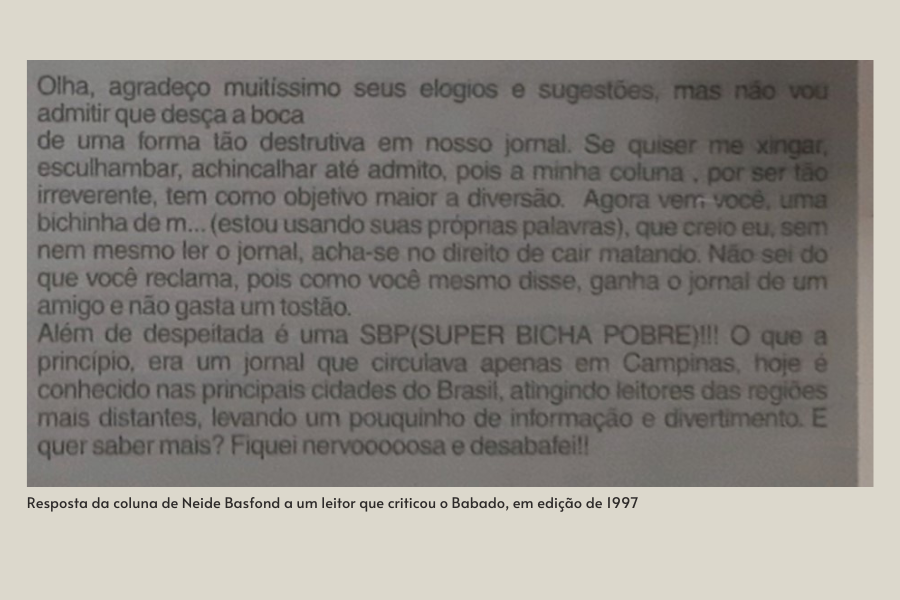 Olha, agradeço muitíssimo seus elogios e sugestões, mas não vou
admitir que desça a boca
de uma forma tão destrutiva em nosso jornal. Se quiser me xingar,
esculhambar, achincalhar até admito, pois a minha coluna , por ser tão
irreverente, tem como objetivo maior a diversão. Agora vem você, uma
bichinha de m... (estou usando suas próprias palavras), que creio eu, sem
nem mesmo ler o jornal, acha-se no direito de cair matando. Não sei do
que você reclama, pois como você mesmo disse, ganha o jornal de um
amigo e não gasta um tostão.
Além de despeitada é uma SBP(SUPER BICHA POBRE)!!! O que a
princípio, era um jornal que circulava apenas em Campinas, hoje é
conhecido nas principais cidades do Brasil, atingindo leitores das regiões
mais distantes, levando um pouquinho de informação e divertimento. E
quer saber mais? Fiquei nervooooosa e desabafei!!
Resposta da coluna de Neide Basfond a um leitor que criticou o Babado, em edição de 1997